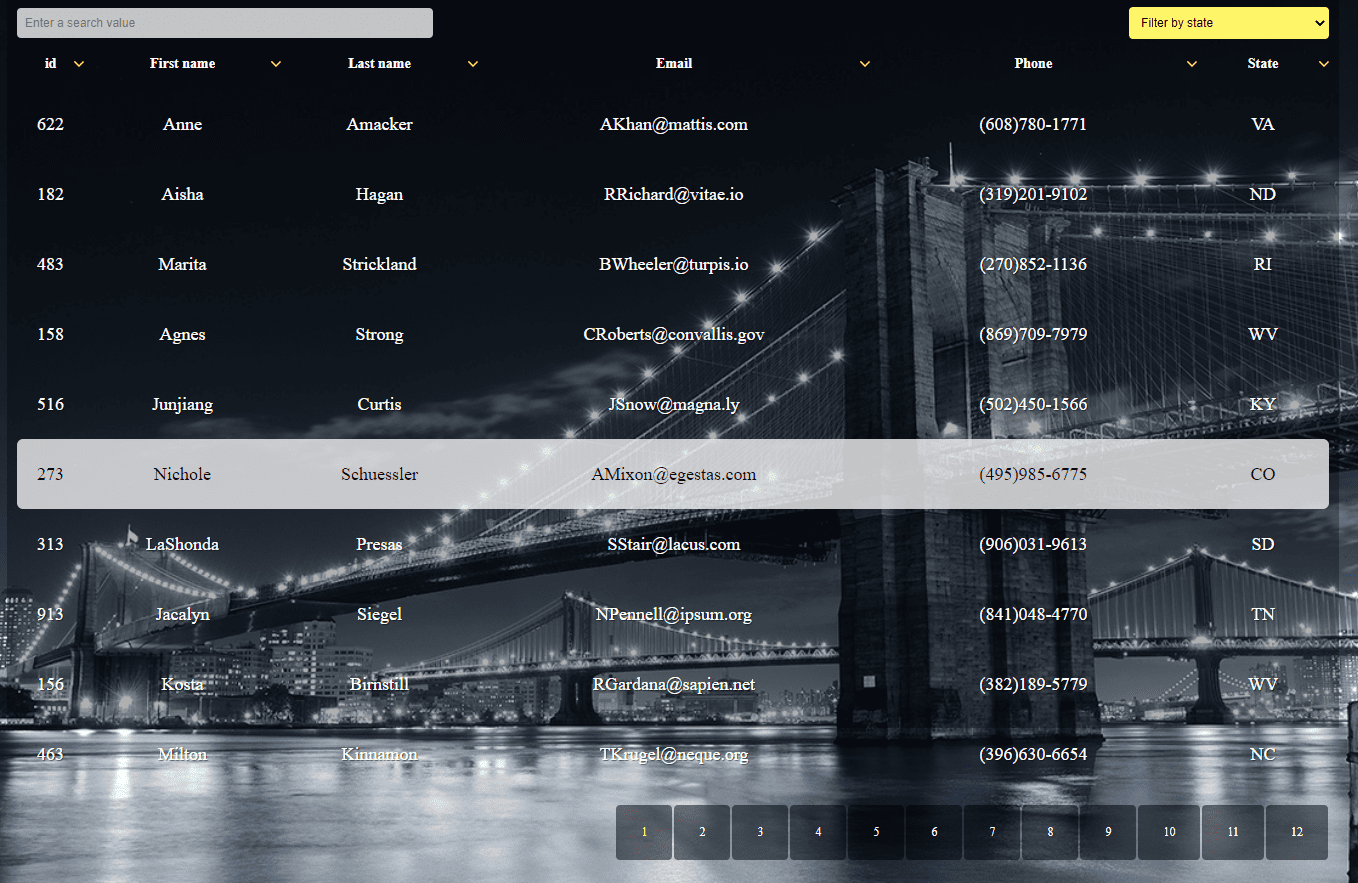 Enter a search value Filter by state
id First name Last name Email Phone State
622 Anne Amacker AKhan@mattis.com (608)780-1771 VA
182 Aisha Hagan RRichard@vitae.io (319)201-9102 ND
483 Marita Strickland BWheeler@turpis.io (270)852-1136 RI
158 Agnes Strong CRoberts@convallis.gov (869)709-7979 WV
516 Junjiang Curtis JSnow@magna.ly (502)450-1566 KY
273 Nichole Schuessler AMixon@egestas.com (495)985-6775 CO
313 LaShonda Presas SStair@lacus.com (906)031-9613 SD
913 Jacalyn Siegel NPennell@ipsum.org (841)048-4770 TN
156 Kosta Birnstill RGardana@sapien.net (382)189-5779 WV
463 Milton Kinnamon TKrugel@neque.org (396)630-6654 NC
1 2 3 4 5 6 7 8 9 10 11 12